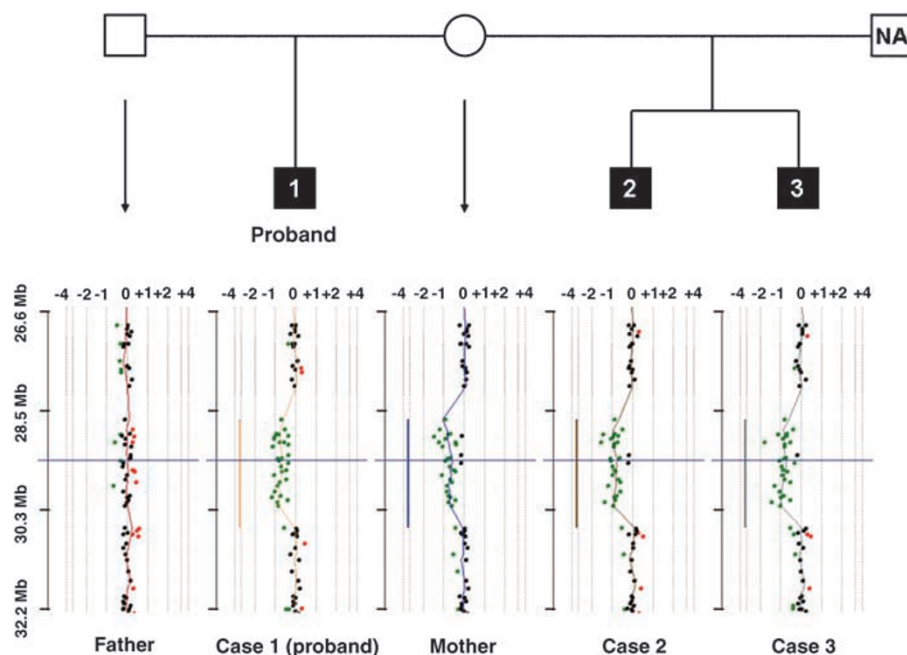 NA
1 2 3
Proband
-4 -2 -1 0 +1 +2 +4 -4 -2 -1 0 +1 +2 +4 -4 -2 -1 0 +1 +2 +4 -4 -2 -1 0 +1 +2 +4 -4 -2 -1 0 +1 +2 +4
26.6 Mb
28.5 Mb
30.3 Mb
32.2 Mb
Father Case 1 (proband) Mother Case 2 Case 3